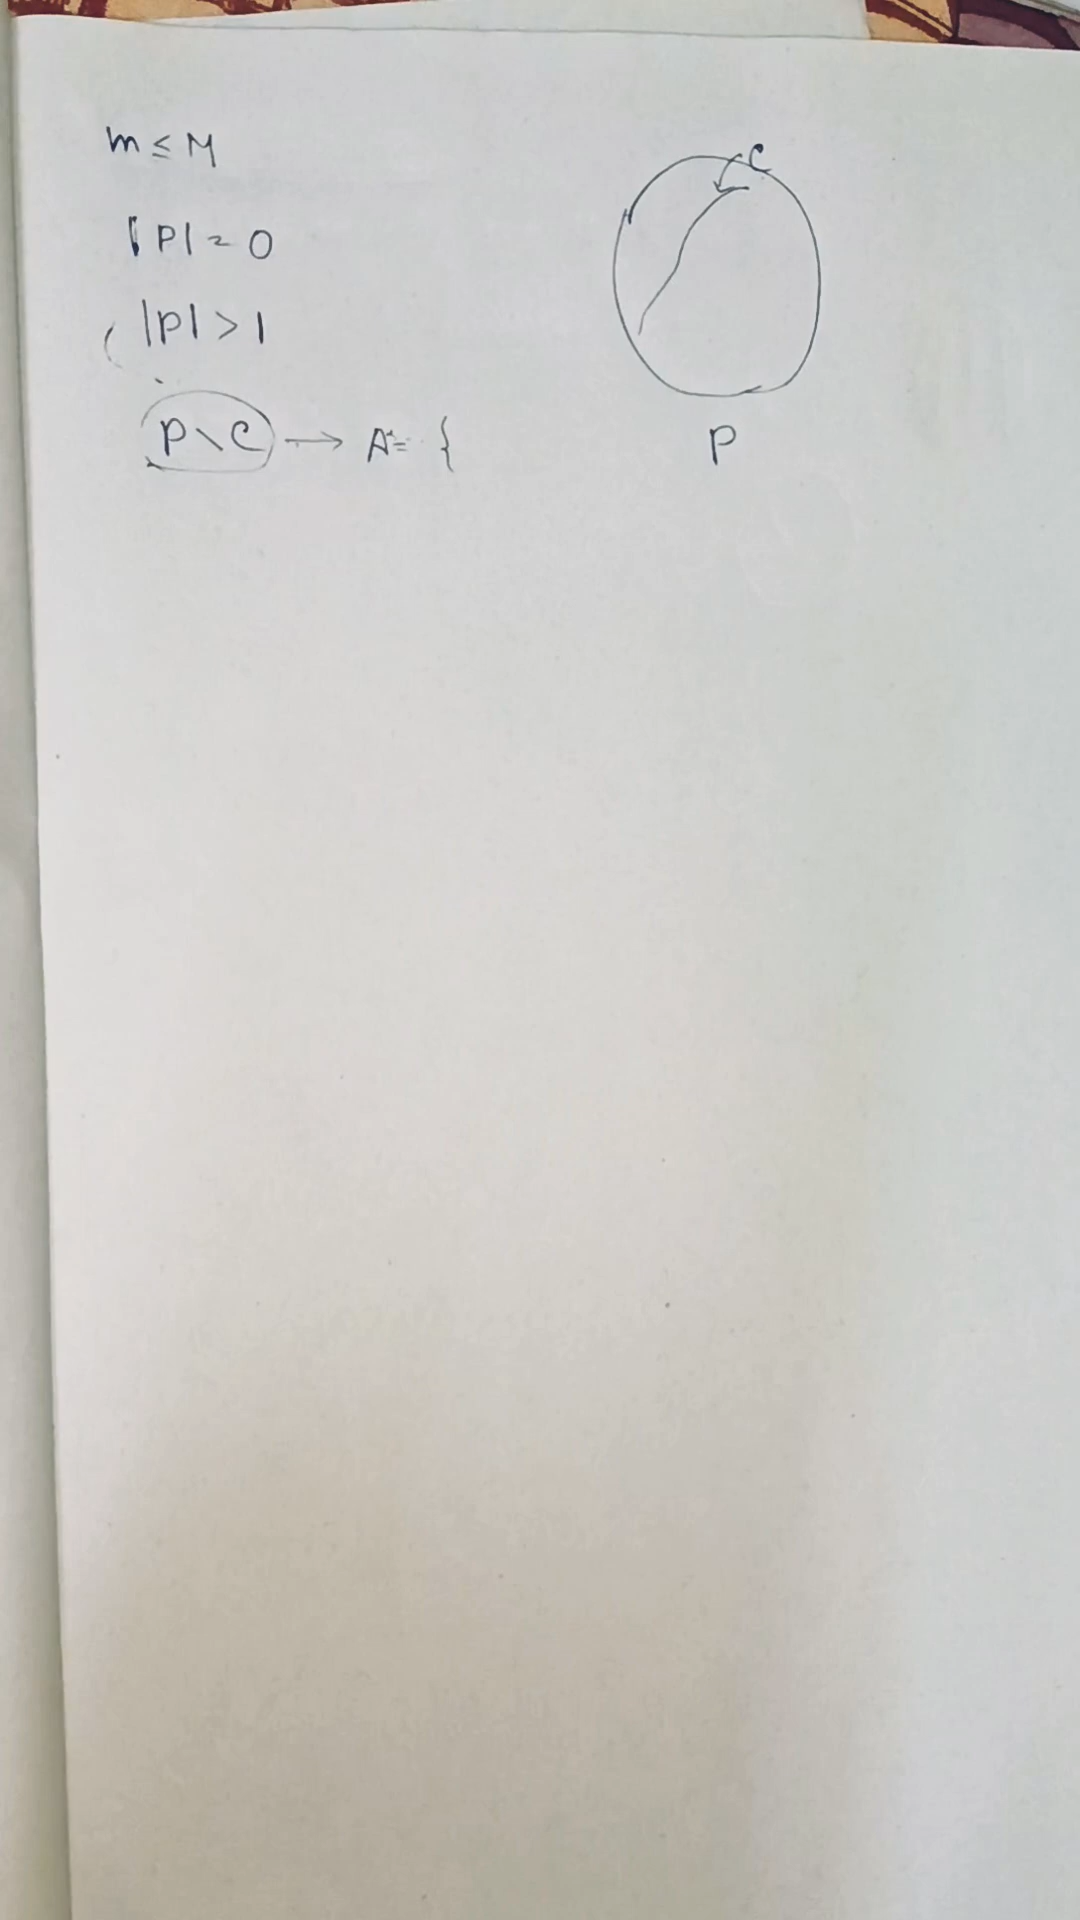 m ≤ M
|P| = 0
|P| > 1
P \ C → A = {
C
P